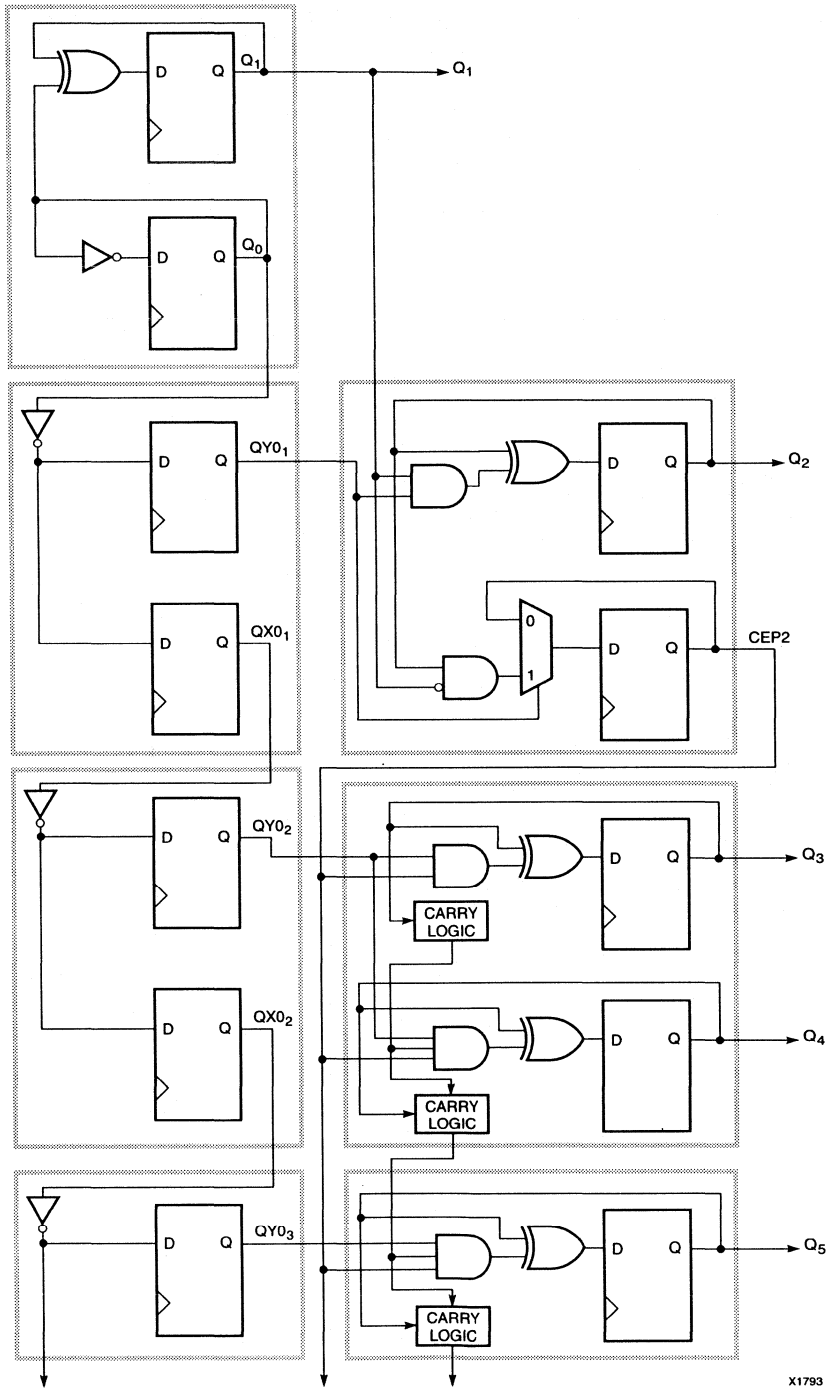 D Q Q1 Q1
D Q Q0
D Q QY01
D Q Q2
D Q QX01
0
1
D Q CEP2
D Q QY02
D Q Q3
CARRY
LOGIC
D Q QX02
D Q Q4
CARRY
LOGIC
D Q QY03
D Q Q5
CARRY
LOGIC
X1793